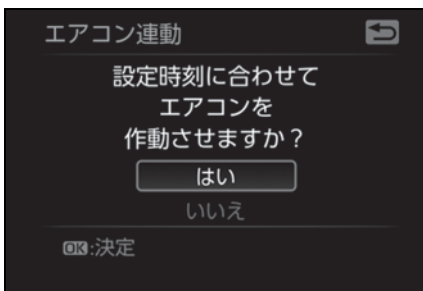 エアコン連動
設定時刻に合わせて
エアコンを
作動させますか？
はい
いいえ
OK:決定